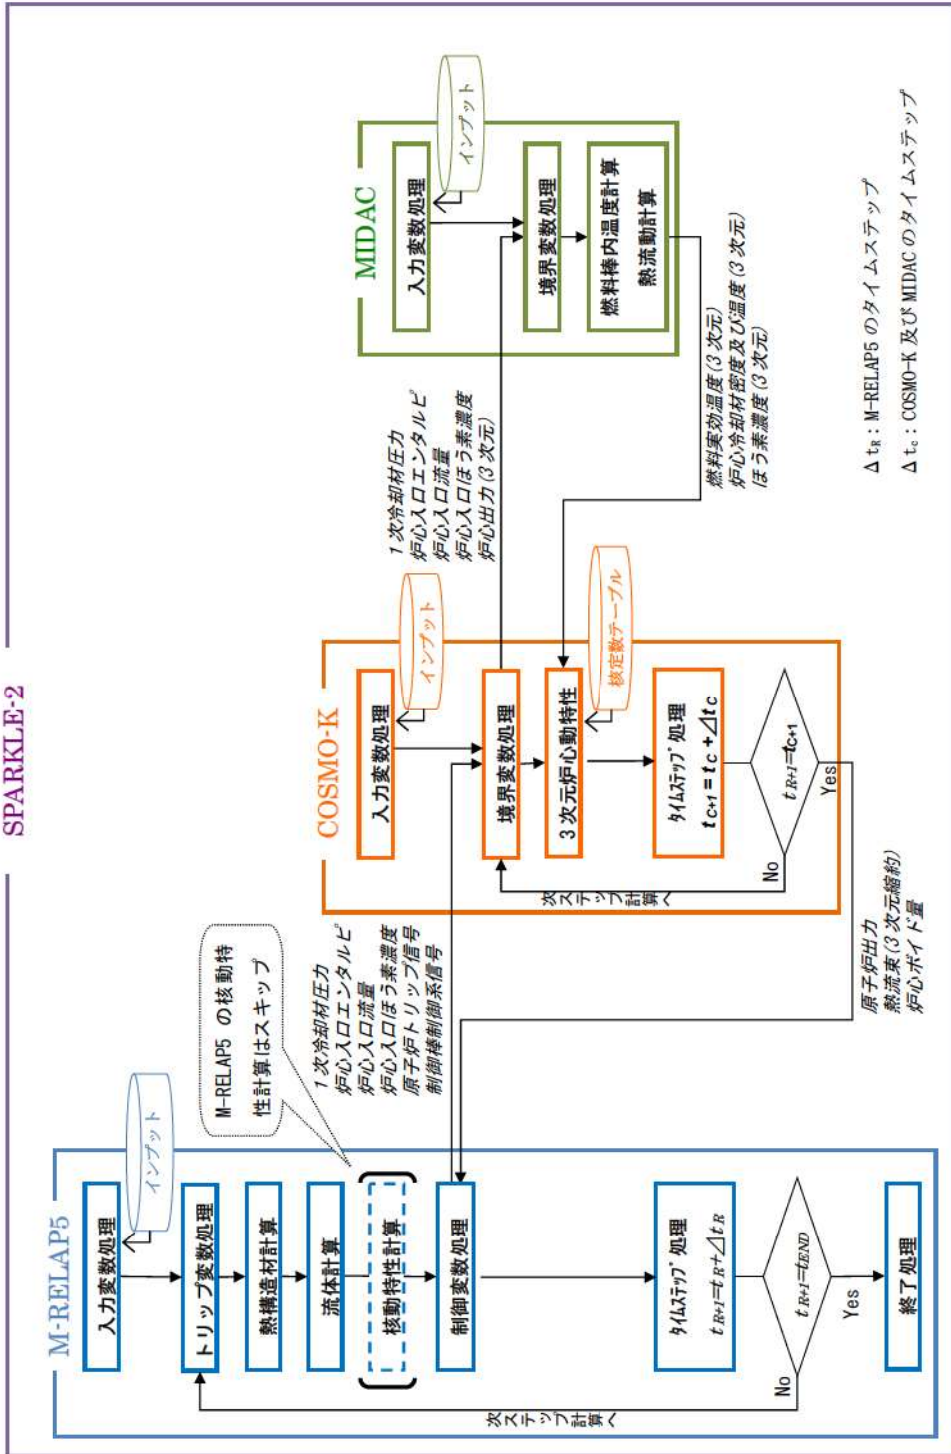 SPARKLE-2
M-RELAP5
入力変数処理
インプット
トリップ変数処理
熱構造材計算
流体計算
核動特性計算
M-RELAP5 の核動特
性計算はスキップ
制御変数処理
タイムステップ処理
t R+1=t R+⊿t R
t R+1=t END
No
Yes
次ステップ計算へ
終了処理
1次冷却材圧力
炉心入口エンタルピ
炉心入口流量
炉心入口ほう素濃度
原子炉トリップ信号
制御棒制御系信号
原子炉出力
熱流束(3次元縮約)
炉心ボイド量
COSMO-K
入力変数処理
インプット
境界変数処理
3次元炉心動特性
核定数テーブル
タイムステップ処理
t C+1 = t C +⊿t C
t R+1=t C+1
No
Yes
次ステップ計算へ
1次冷却材圧力
炉心入口エンタルピ
炉心入口流量
炉心入口ほう素濃度
炉心出力(3次元)
燃料実効温度(3次元)
炉心冷却材密度及び温度(3次元)
ほう素濃度(3次元)
MIDAC
入力変数処理
インプット
境界変数処理
燃料棒内温度計算
熱流動計算
Δt R : M-RELAP5 のタイムステップ
Δt c : COSMO-K 及び MIDAC のタイムステップ